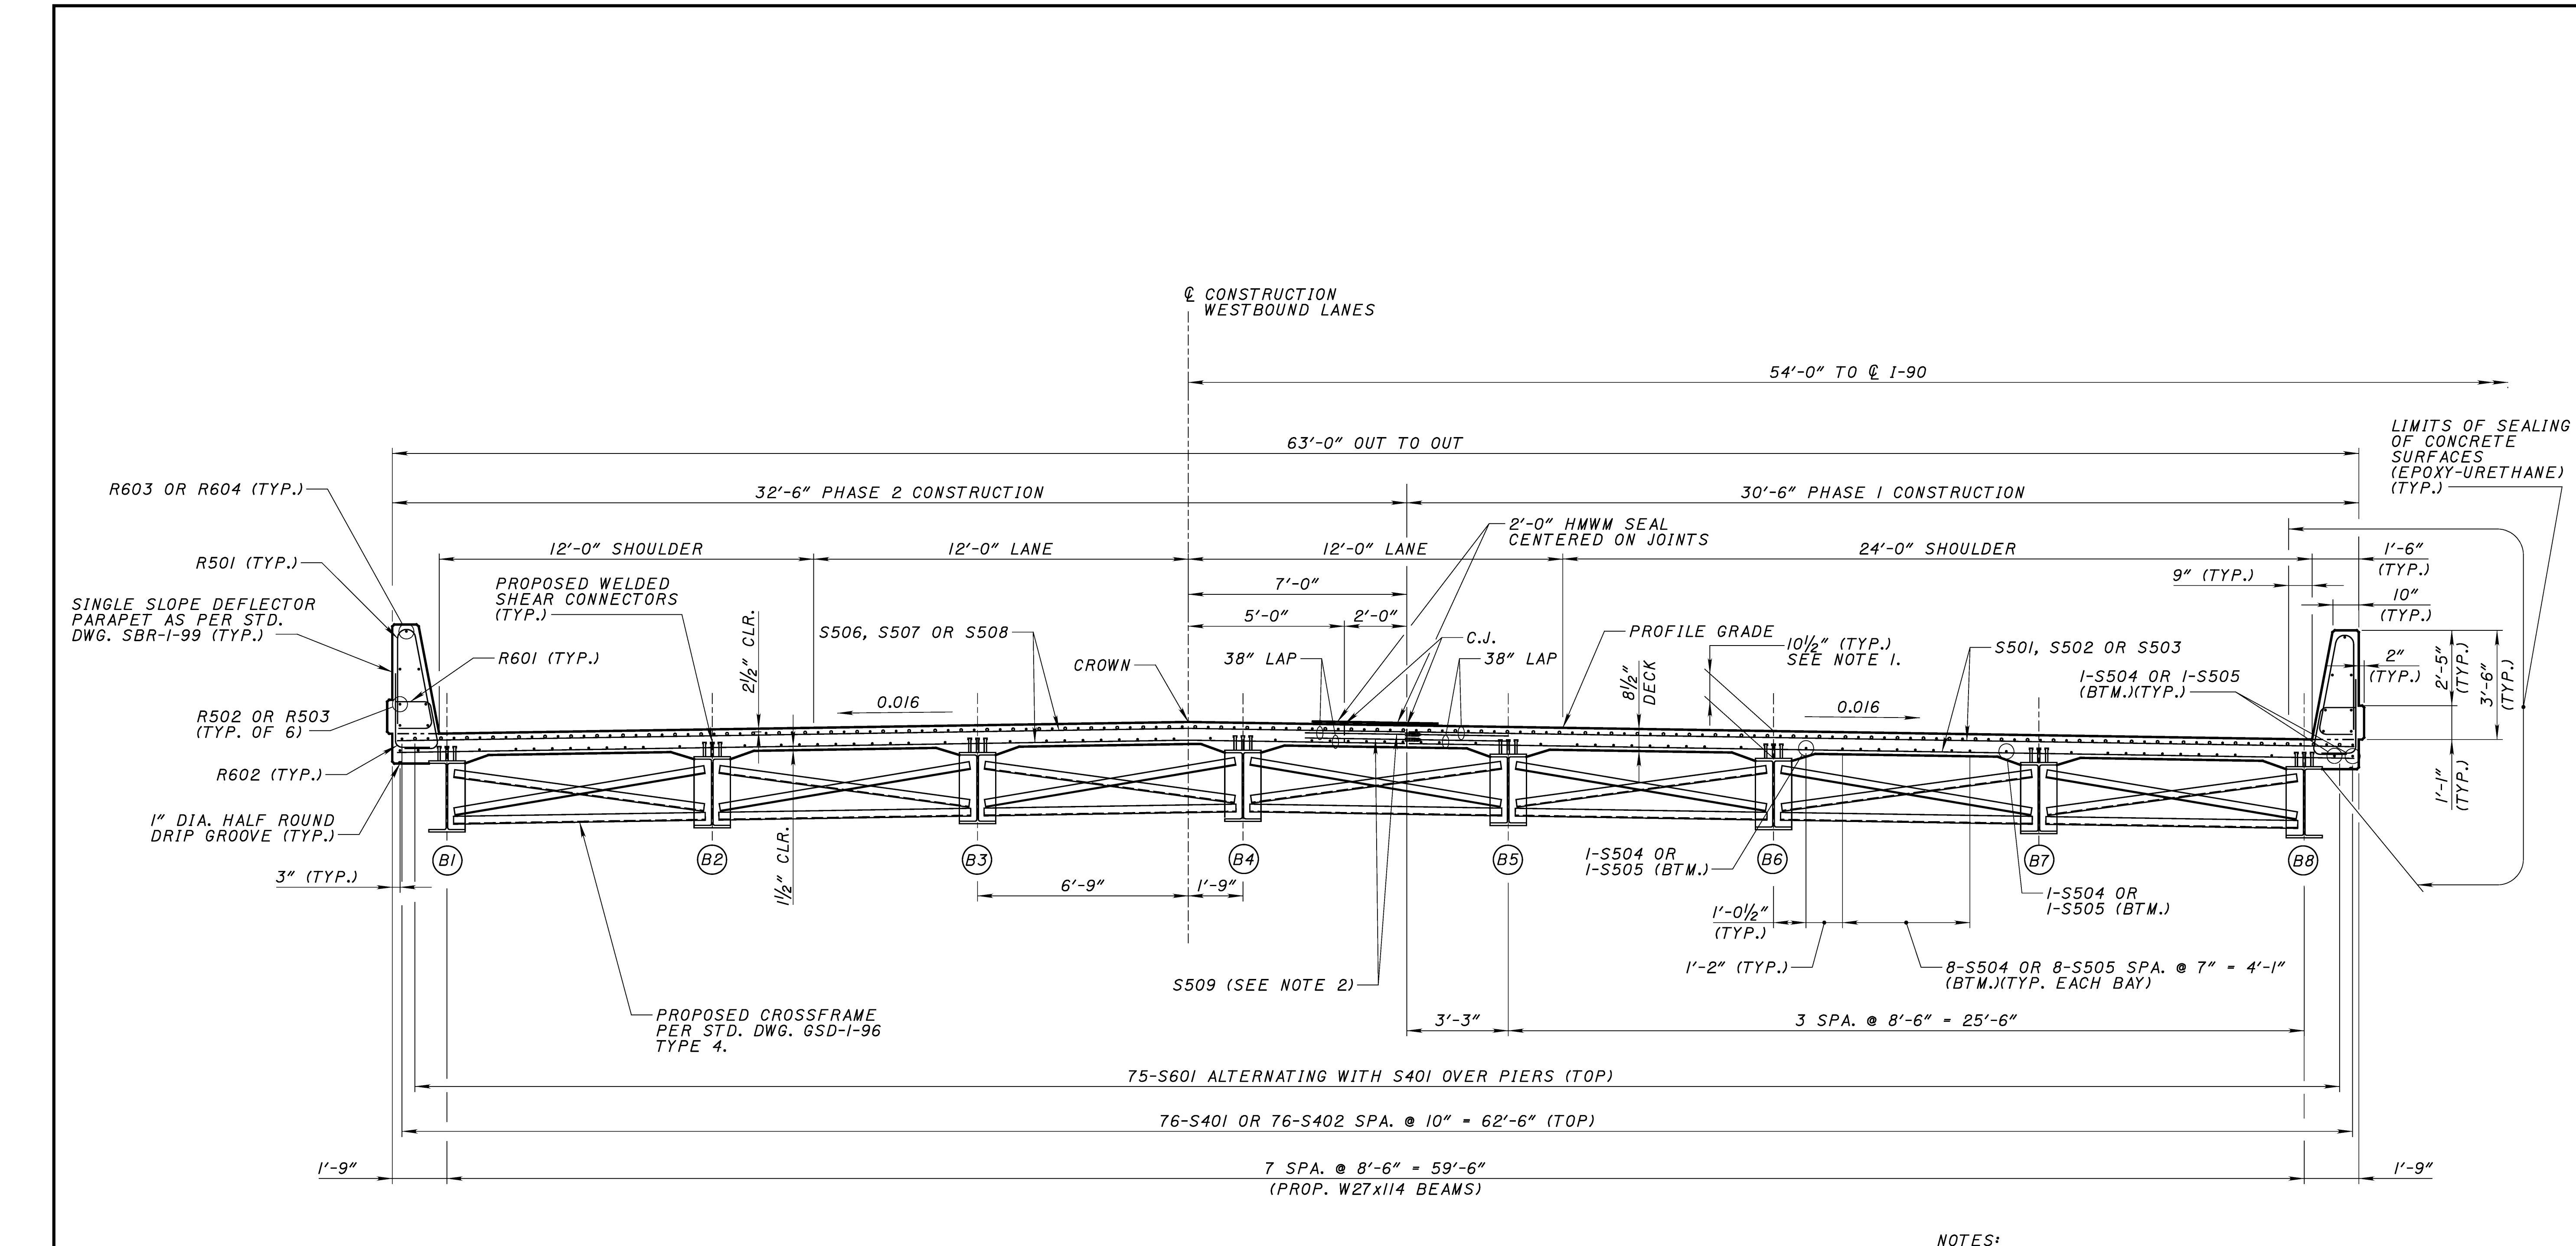 ℄ CONSTRUCTION
WESTBOUND LANES
54'-0" TO ℄ I-90
63'-0" OUT TO OUT
LIMITS OF SEALING
OF CONCRETE
SURFACES
(EPOXY-URETHANE)
(TYP.)
R603 OR R604 (TYP.)
32'-6" PHASE 2 CONSTRUCTION
30'-6" PHASE 1 CONSTRUCTION
2'-0" HMWM SEAL
CENTERED ON JOINTS
12'-0" SHOULDER
12'-0" LANE
12'-0" LANE
24'-0" SHOULDER
1'-6"
(TYP.)
R501 (TYP.)
PROPOSED WELDED
SHEAR CONNECTORS
(TYP.)
7'-0"
9" (TYP.)
10"
(TYP.)
SINGLE SLOPE DEFLECTOR
PARAPET AS PER STD.
DWG. SBR-1-99 (TYP.)
2½" CLR.
S506, S507 OR S508
5'-0"
2'-0"
C.J.
PROFILE GRADE
10½" (TYP.)
SEE NOTE 1.
S501, S502 OR S503
R601 (TYP.)
CROWN
38" LAP
38" LAP
8½"
DECK
1-S504 OR 1-S505
(BTM.)(TYP.)
2"
(TYP.)
2'-5"
(TYP.)
3'-6"
(TYP.)
R502 OR R503
(TYP. OF 6)
0.016
0.016
R602 (TYP.)
1'-1"
(TYP.)
1" DIA. HALF ROUND
DRIP GROOVE (TYP.)
1½" CLR.
B1
B2
B3
B4
B5
B6
B7
B8
1-S504 OR
1-S505 (BTM.)
3" (TYP.)
6'-9"
1'-9"
1-S504 OR
1-S505 (BTM.)
1'-0½"
(TYP.)
1'-2" (TYP.)
8-S504 OR 8-S505 SPA. @ 7" = 4'-1"
(BTM.)(TYP. EACH BAY)
S509 (SEE NOTE 2)
PROPOSED CROSSFRAME
PER STD. DWG. GSD-1-96
TYPE 4.
3'-3"
3 SPA. @ 8'-6" = 25'-6"
75-S601 ALTERNATING WITH S401 OVER PIERS (TOP)
76-S401 OR 76-S402 SPA. @ 10" = 62'-6" (TOP)
1'-9"
7 SPA. @ 8'-6" = 59'-6"
(PROP. W27x114 BEAMS)
1'-9"
NOTES: